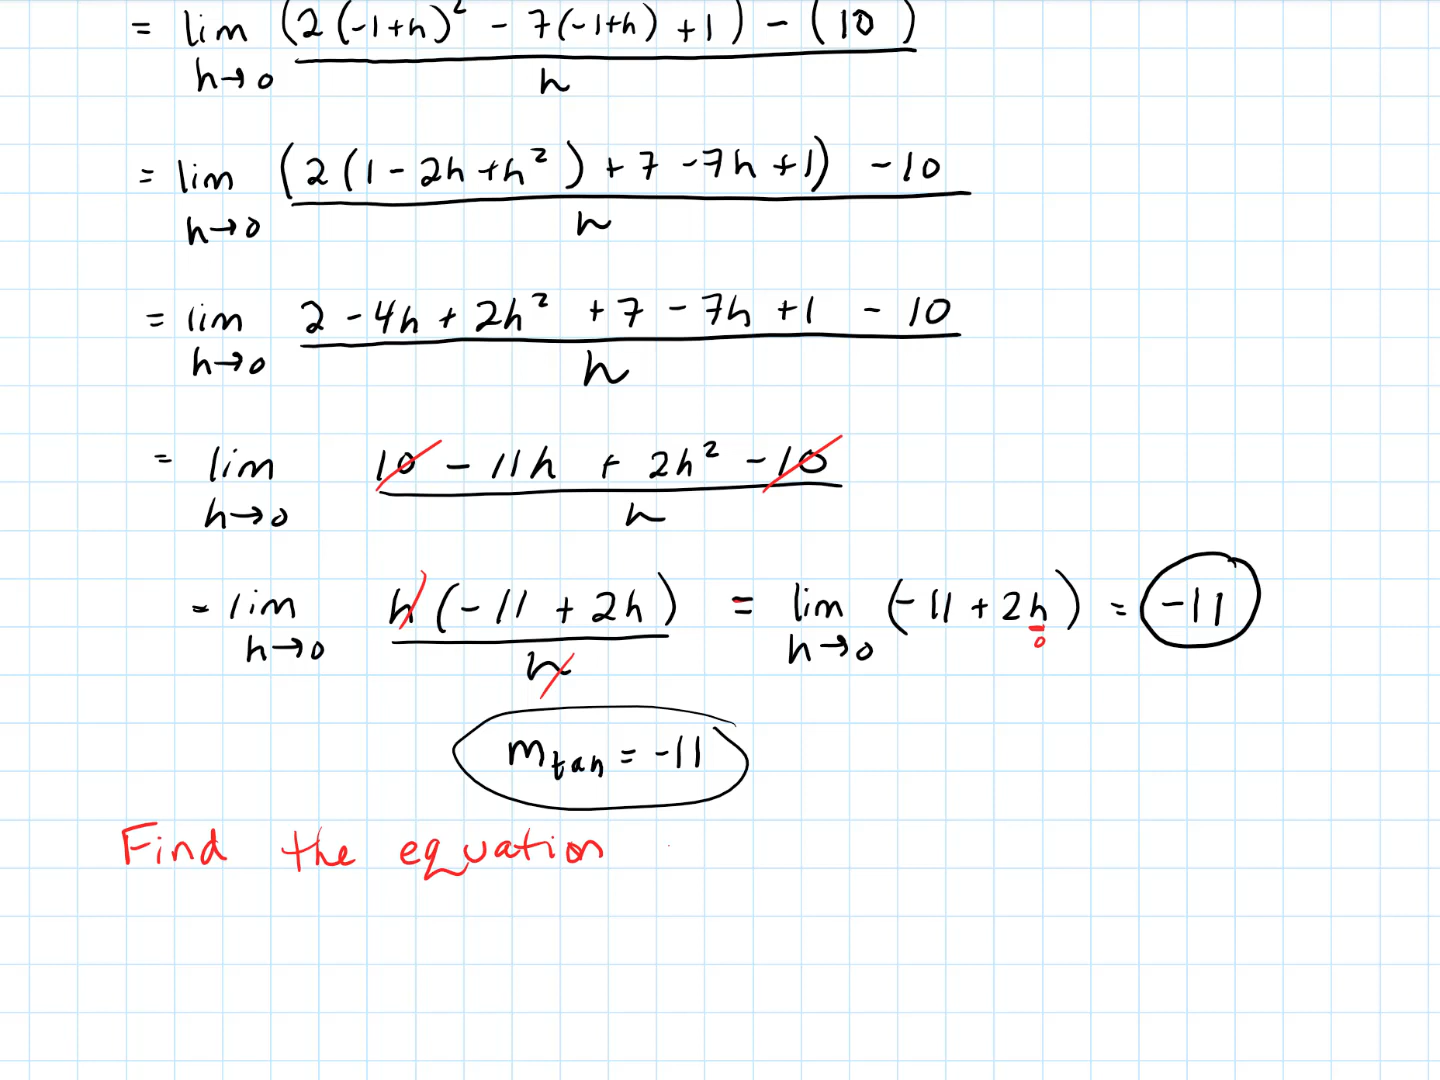 = lim (2(-1+h)² - 7(-1+h) +1) - (10)
h→0 h
= lim (2(1 - 2h + h²) + 7 - 7h + 1) - 10
h→0 h
= lim 2 - 4h + 2h² + 7 - 7h + 1 - 10
h→0 h
= lim 10 - 11h + 2h² - 10
h→0 h
= lim h(-11 + 2h) = lim (-11 + 2h) = -11
h→0 h h→0 0
m tan = -11
Find the equation